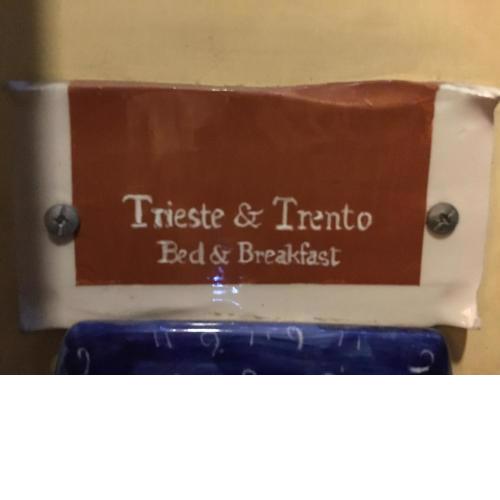 Trieste & Trento
Bed & Breakfast